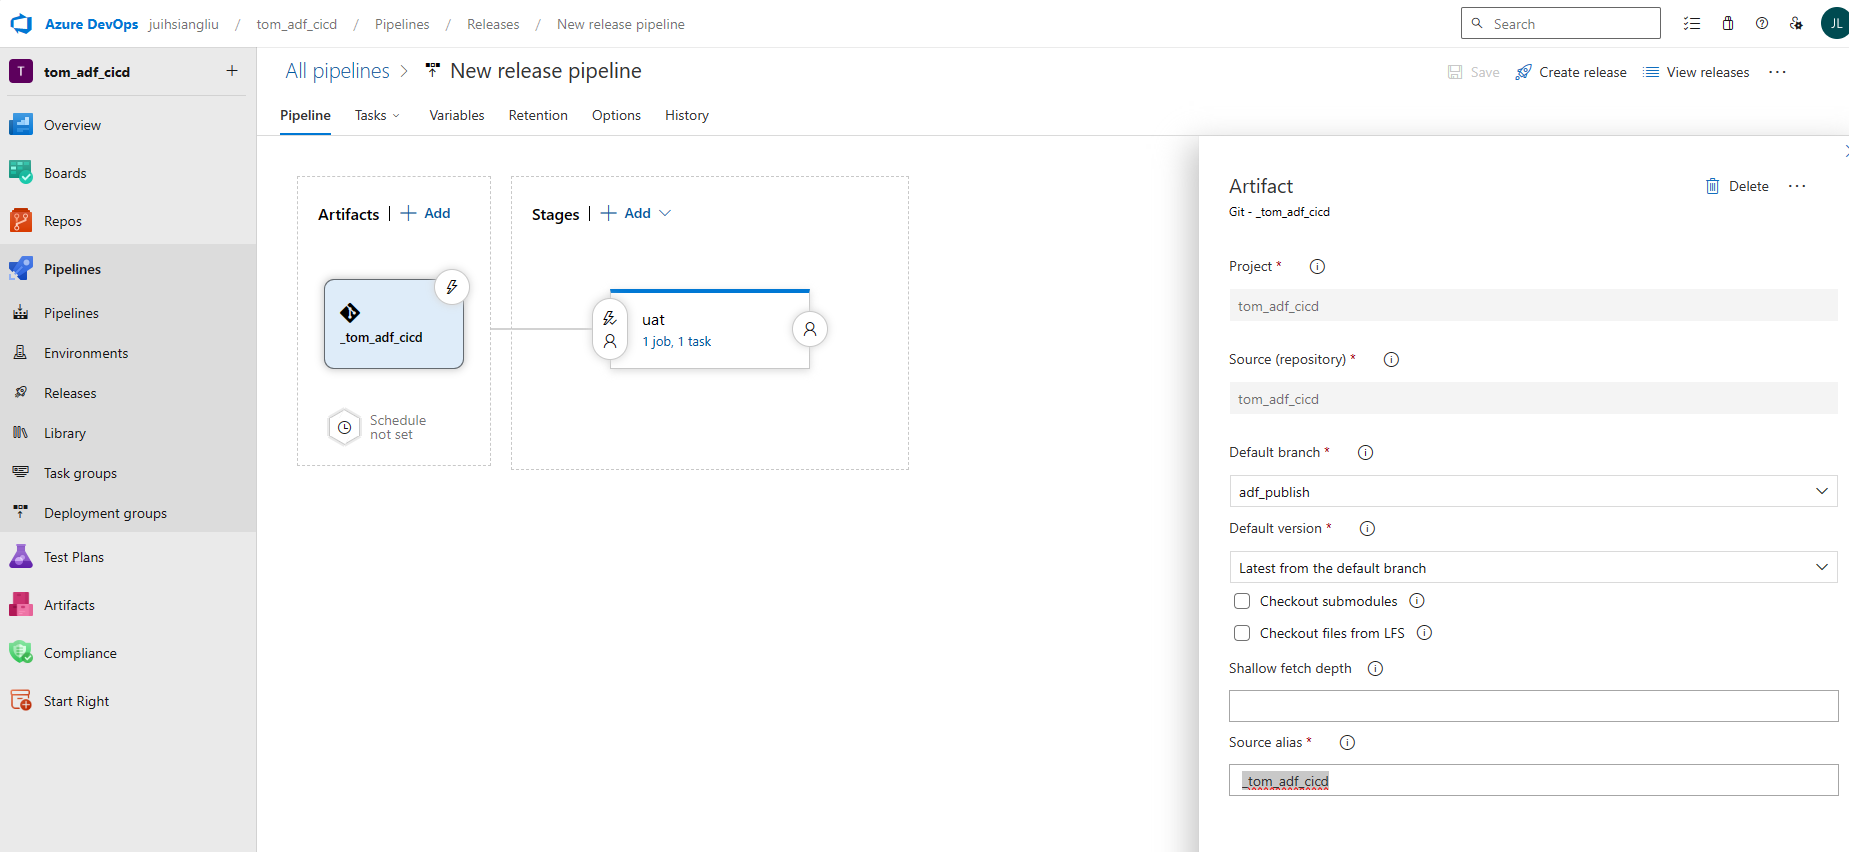 Azure DevOps juihsiangliu / tom_adf_cicd / Pipelines / Releases / New release pipeline
Search
JL
T tom_adf_cicd +
Overview
Boards
Repos
Pipelines
Pipelines
Environments
Releases
Library
Task groups
Deployment groups
Test Plans
Artifacts
Compliance
Start Right
All pipelines > New release pipeline
Save Create release View releases ...
Pipeline Tasks Variables Retention Options History
Artifacts | + Add
_tom_adf_cicd
Schedule
not set
Stages | + Add
uat
1 job, 1 task
Artifact
Delete ...
Git - _tom_adf_cicd
Project *
tom_adf_cicd
Source (repository) *
tom_adf_cicd
Default branch *
adf_publish
Default version *
Latest from the default branch
Checkout submodules
Checkout files from LFS
Shallow fetch depth
Source alias *
_tom_adf_cicd